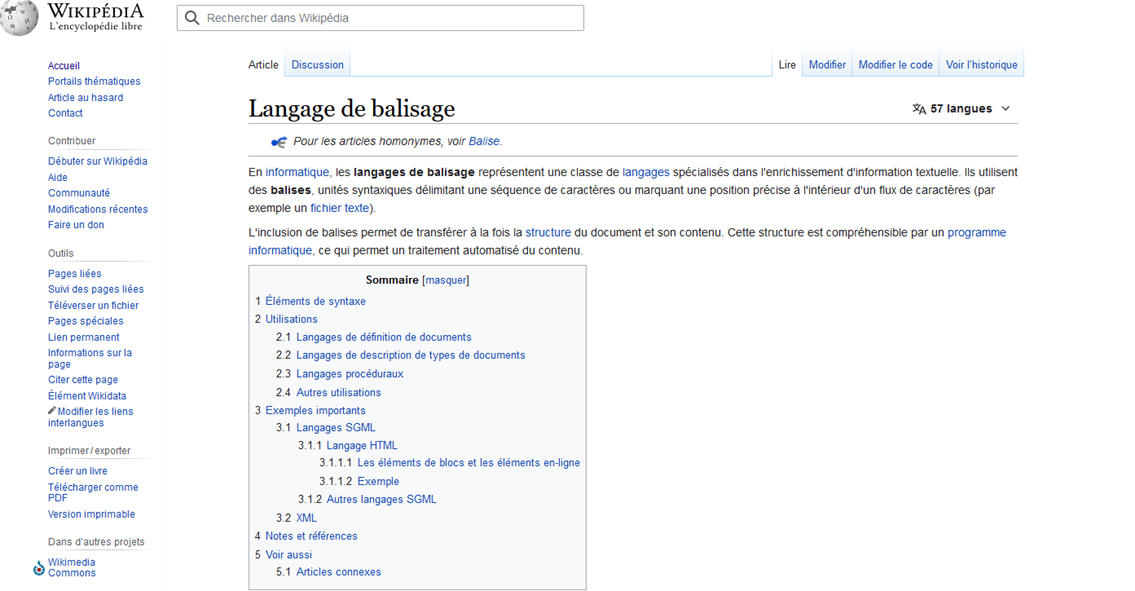 WIKIPÉDIA
L'encyclopédie libre
Rechercher dans Wikipédia
Accueil
Portails thématiques
Article au hasard
Contact
Contribuer
Débuter sur Wikipédia
Aide
Communauté
Modifications récentes
Faire un don
Outils
Pages liées
Suivi des pages liées
Téléverser un fichier
Pages spéciales
Lien permanent
Informations sur la
page
Citer cette page
Élément Wikidata
Modifier les liens
interlangues
Imprimer / exporter
Créer un livre
Télécharger comme
PDF
Version imprimable
Dans d'autres projets
Wikimedia
Commons
Article Discussion Lire Modifier Modifier le code Voir l'historique
Langage de balisage 57 langues
Pour les articles homonymes, voir Balise.
En informatique, les langages de balisage représentent une classe de langages spécialisés dans l'enrichissement d'information textuelle. Ils utilisent
des balises, unités syntaxiques délimitant une séquence de caractères ou marquant une position précise à l'intérieur d'un flux de caractères (par
exemple un fichier texte).
L'inclusion de balises permet de transférer à la fois la structure du document et son contenu. Cette structure est compréhensible par un programme
informatique, ce qui permet un traitement automatisé du contenu.
Sommaire [masquer]
1 Éléments de syntaxe
2 Utilisations
2.1 Langages de définition de documents
2.2 Langages de description de types de documents
2.3 Langages procéduraux
2.4 Autres utilisations
3 Exemples importants
3.1 Langages SGML
3.1.1 Langage HTML
3.1.1.1 Les éléments de blocs et les éléments en-ligne
3.1.1.2 Exemple
3.1.2 Autres langages SGML
3.2 XML
4 Notes et références
5 Voir aussi
5.1 Articles connexes